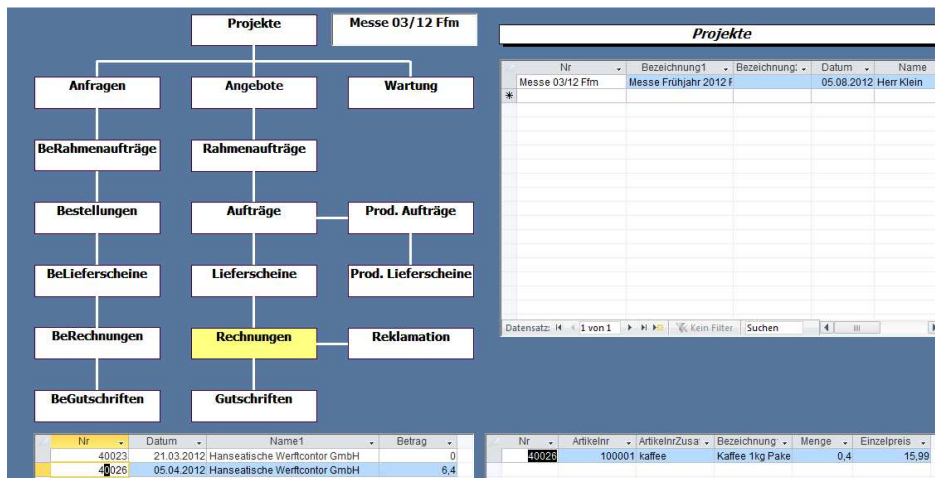 Projekte
Messe 03/12 Ffm
Anfragen
Angebote
Wartung
BeRahmenaufträge
Rahmenaufträge
Bestellungen
Aufträge
Prod. Aufträge
BeLieferscheine
Lieferscheine
Prod. Lieferscheine
BeRechnungen
Rechnungen
Reklamation
BeGutschriften
Gutschriften
Projekte
Nr Bezeichnung1 Bezeichnung: Datum Name
Messe 03/12 Ffm Messe Frühjahr 2012 F 05.08.2012 Herr Klein
Datensatz: 1 von 1 Kein Filter Suchen
Nr Datum Name1 Betrag
40023 21.03.2012 Hanseatische Werftcontor GmbH 0
40026 05.04.2012 Hanseatische Werftcontor GmbH 6,4
Nr Artikelnr ArtikelnrZusa Bezeichnung Menge Einzelpreis
40026 100001 kaffee Kaffee 1kg Pake 0,4 15,99